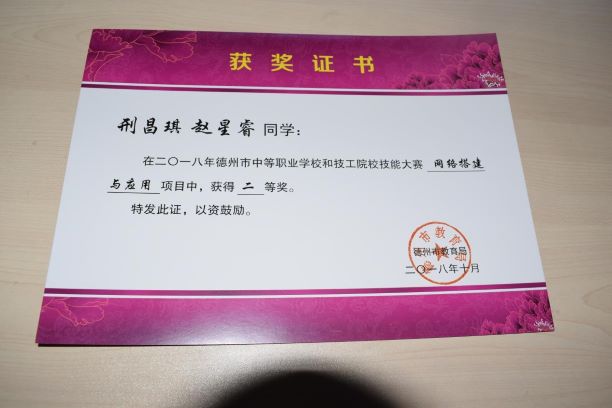 获奖证书
刑昌琪 赵星睿 同学：
在二〇一八年德州市中等职业学校和技工院校技能大赛 网络搭建
与应用 项目中，获得 二 等奖。
特发此证，以资鼓励。
德州市教育局
二〇一八年十月